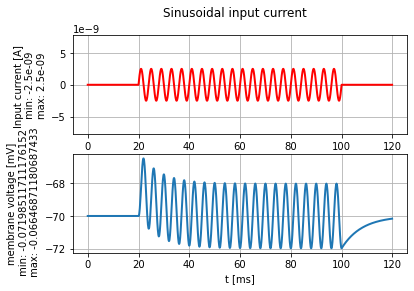 Sinusoidal input current
1e−9
Input current [A]
min: -2.5e-09
max: 2.5e-09
5
0
−5
0
20
40
60
80
100
120
membrane voltage [mV]
min: -0.07198511711176152
max: -0.06646871180687433
−68
−70
−72
0
20
40
60
80
100
120
t [ms]